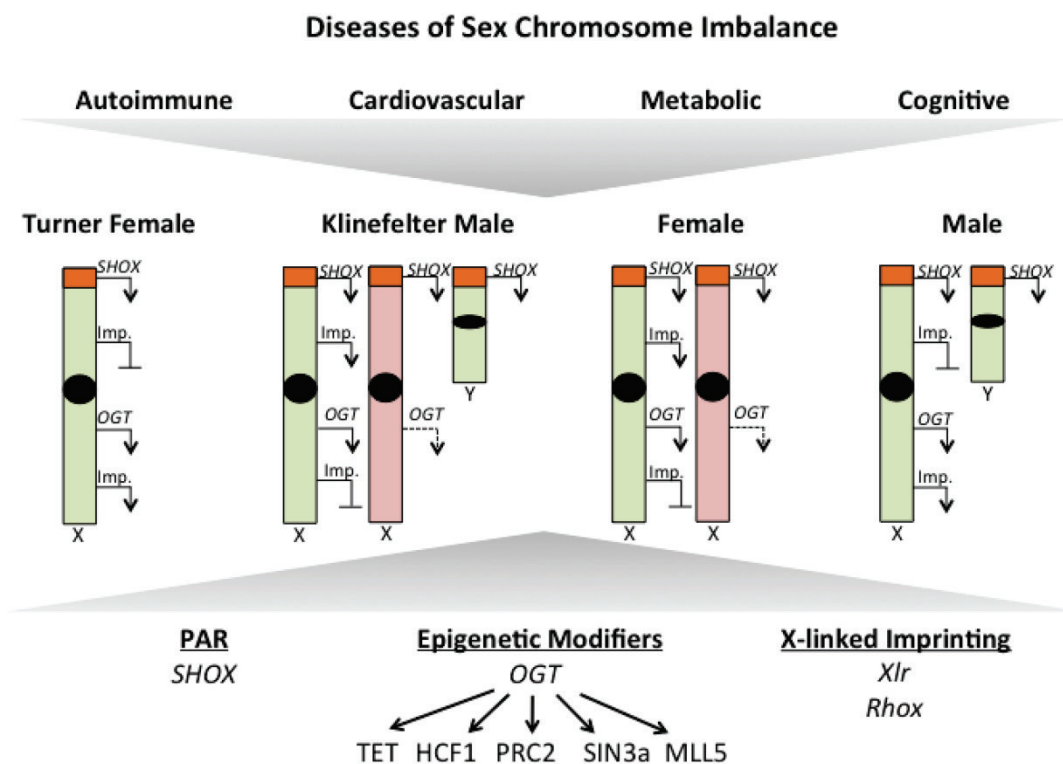 Diseases of Sex Chromosome Imbalance
Autoimmune Cardiovascular Metabolic Cognitive
Turner Female Klinefelter Male Female Male
SHOX SHOX SHOX SHOX SHOX SHOX SHOX SHOX
Imp. Imp. Imp. Imp.
Y Y
OGT OGT OGT OGT OGT OGT
Imp. Imp. Imp. Imp.
X X X X X X
PAR Epigenetic Modifiers X-linked Imprinting
SHOX OGT Xlr
Rhox
TET HCF1 PRC2 SIN3a MLL5